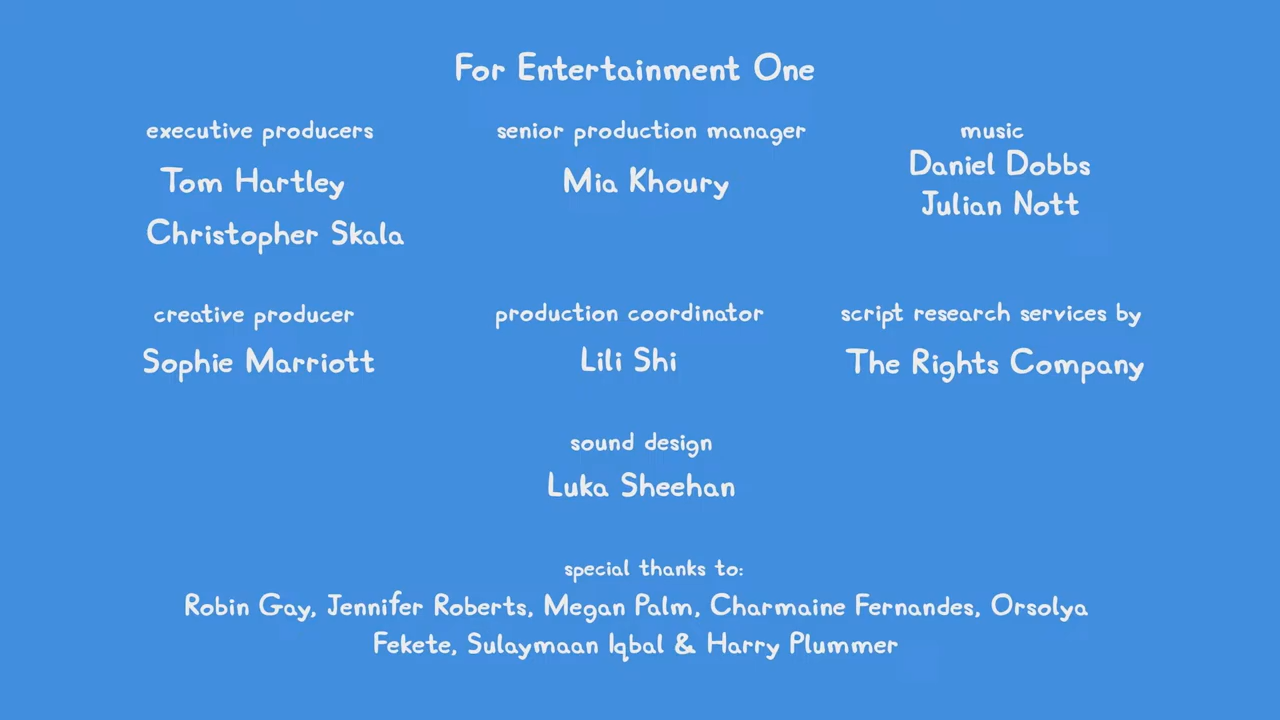 For Entertainment One
executive producers
Tom Hartley
Christopher Skala
senior production manager
Mia Khoury
music
Daniel Dobbs
Julian Nott
creative producer
Sophie Marriott
production coordinator
Lili Shi
script research services by
The Rights Company
sound design
Luka Sheehan
special thanks to:
Robin Gay, Jennifer Roberts, Megan Palm, Charmaine Fernandes, Orsolya
Fekete, Sulaymaan Iqbal & Harry Plummer